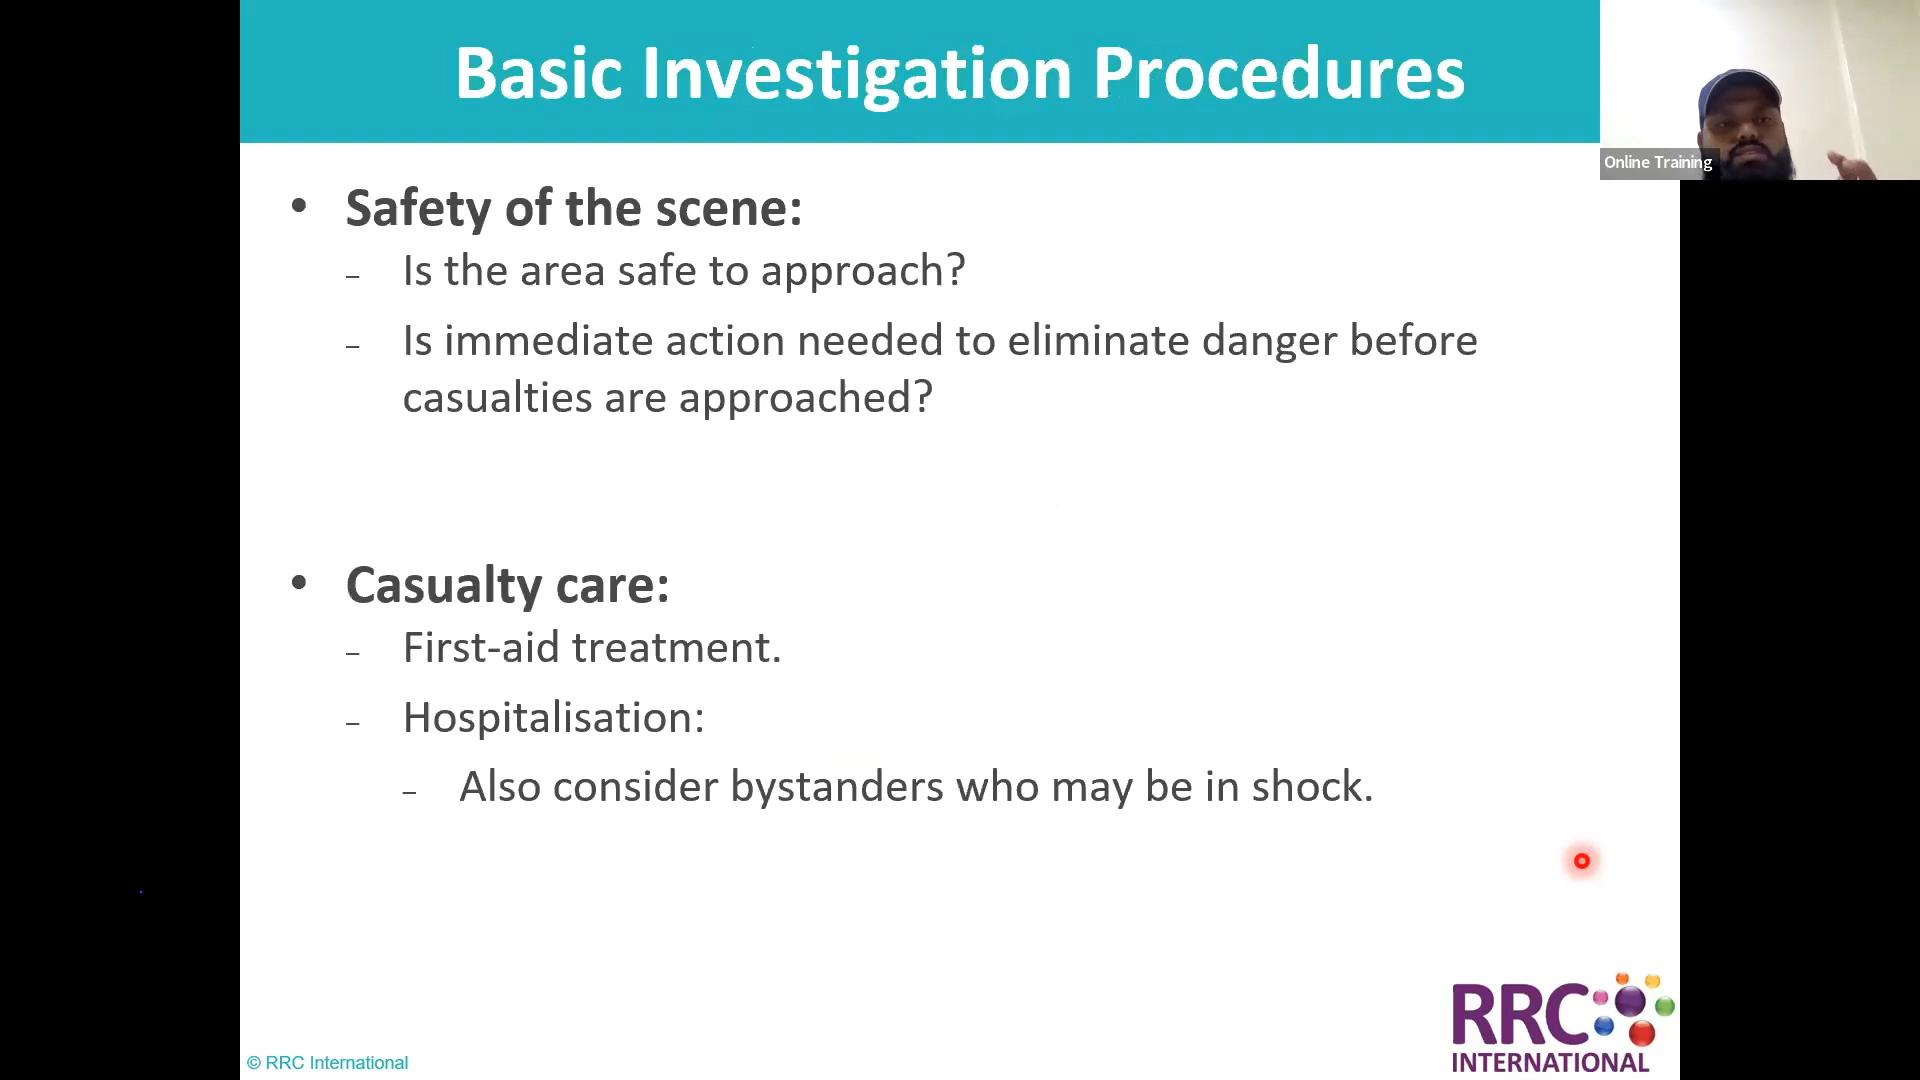 Basic Investigation Procedures
Online Training
• Safety of the scene:
– Is the area safe to approach?
– Is immediate action needed to eliminate danger before
casualties are approached?
• Casualty care:
– First-aid treatment.
– Hospitalisation:
– Also consider bystanders who may be in shock.
RRC
INTERNATIONAL
© RRC International